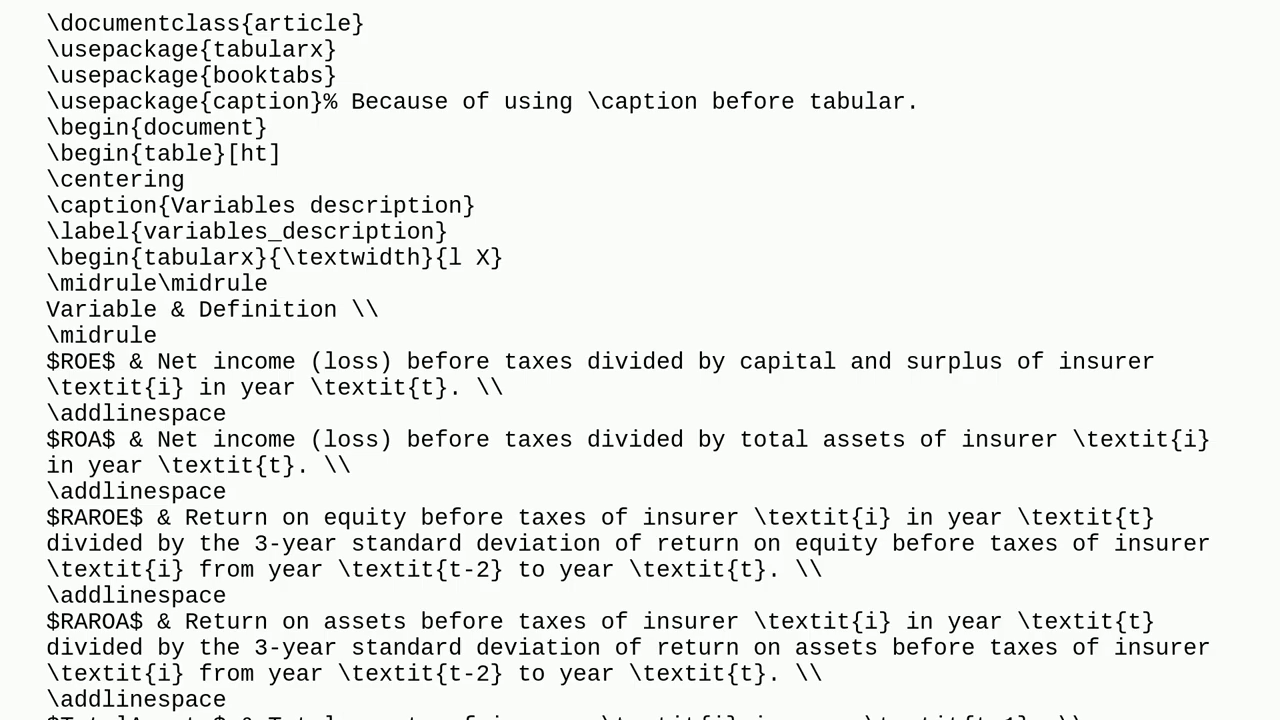 \documentclass{article}
\usepackage{tabularx}
\usepackage{booktabs}
\usepackage{caption}% Because of using \caption before tabular.
\begin{document}
\begin{table}[ht]
\centering
\caption{Variables description}
\label{variables_description}
\begin{tabularx}{\textwidth}{l X}
\midrule\midrule
Variable & Definition \\
\midrule
$ROE$ & Net income (loss) before taxes divided by capital and surplus of insurer
\textit{i} in year \textit{t}. \\
\addlinespace
$ROA$ & Net income (loss) before taxes divided by total assets of insurer \textit{i}
in year \textit{t}. \\
\addlinespace
$RAROE$ & Return on equity before taxes of insurer \textit{i} in year \textit{t}
divided by the 3-year standard deviation of return on equity before taxes of insurer
\textit{i} from year \textit{t-2} to year \textit{t}. \\
\addlinespace
$RAROA$ & Return on assets before taxes of insurer \textit{i} in year \textit{t}
divided by the 3-year standard deviation of return on assets before taxes of insurer
\textit{i} from year \textit{t-2} to year \textit{t}. \\
\addlinespace